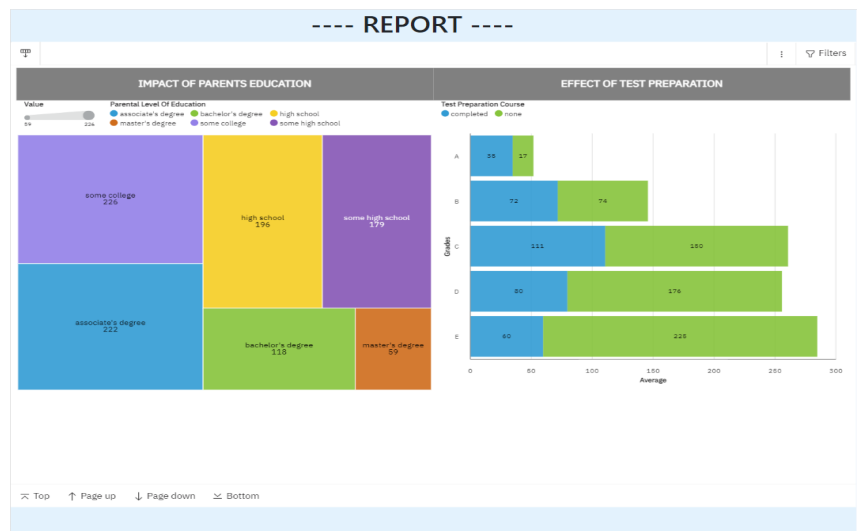 ---- REPORT ----
Filters
IMPACT OF PARENTS EDUCATION
EFFECT OF TEST PREPARATION
Value
59 226
Parental Level Of Education
associate's degree bachelor's degree high school
master's degree some college some high school
Test Preparation Course
completed none
some college
226
high school
196
some high school
179
associate's degree
222
bachelor's degree
118
master's degree
59
Grades
A 35 17
B 72 74
C 111 150
D 80 176
E 60 225
0 50 100 150 200 250 300
Average
Top Page up Page down Bottom